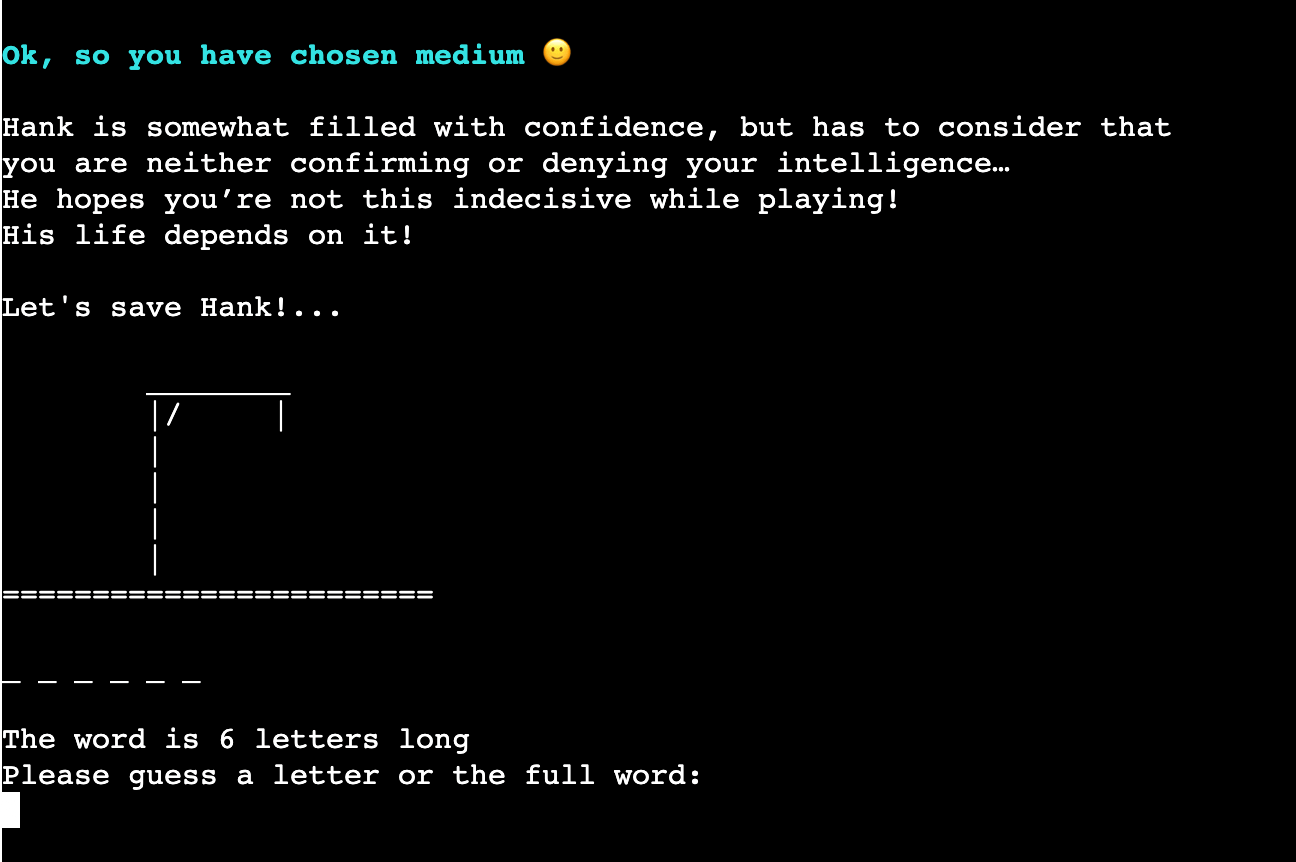 Ok, so you have chosen medium 🙂
Hank is somewhat filled with confidence, but has to consider that
you are neither confirming or denying your intelligence…
He hopes you’re not this indecisive while playing!
His life depends on it!
Let's save Hank!...
_ _ _ _ _ _
The word is 6 letters long
Please guess a letter or the full word: